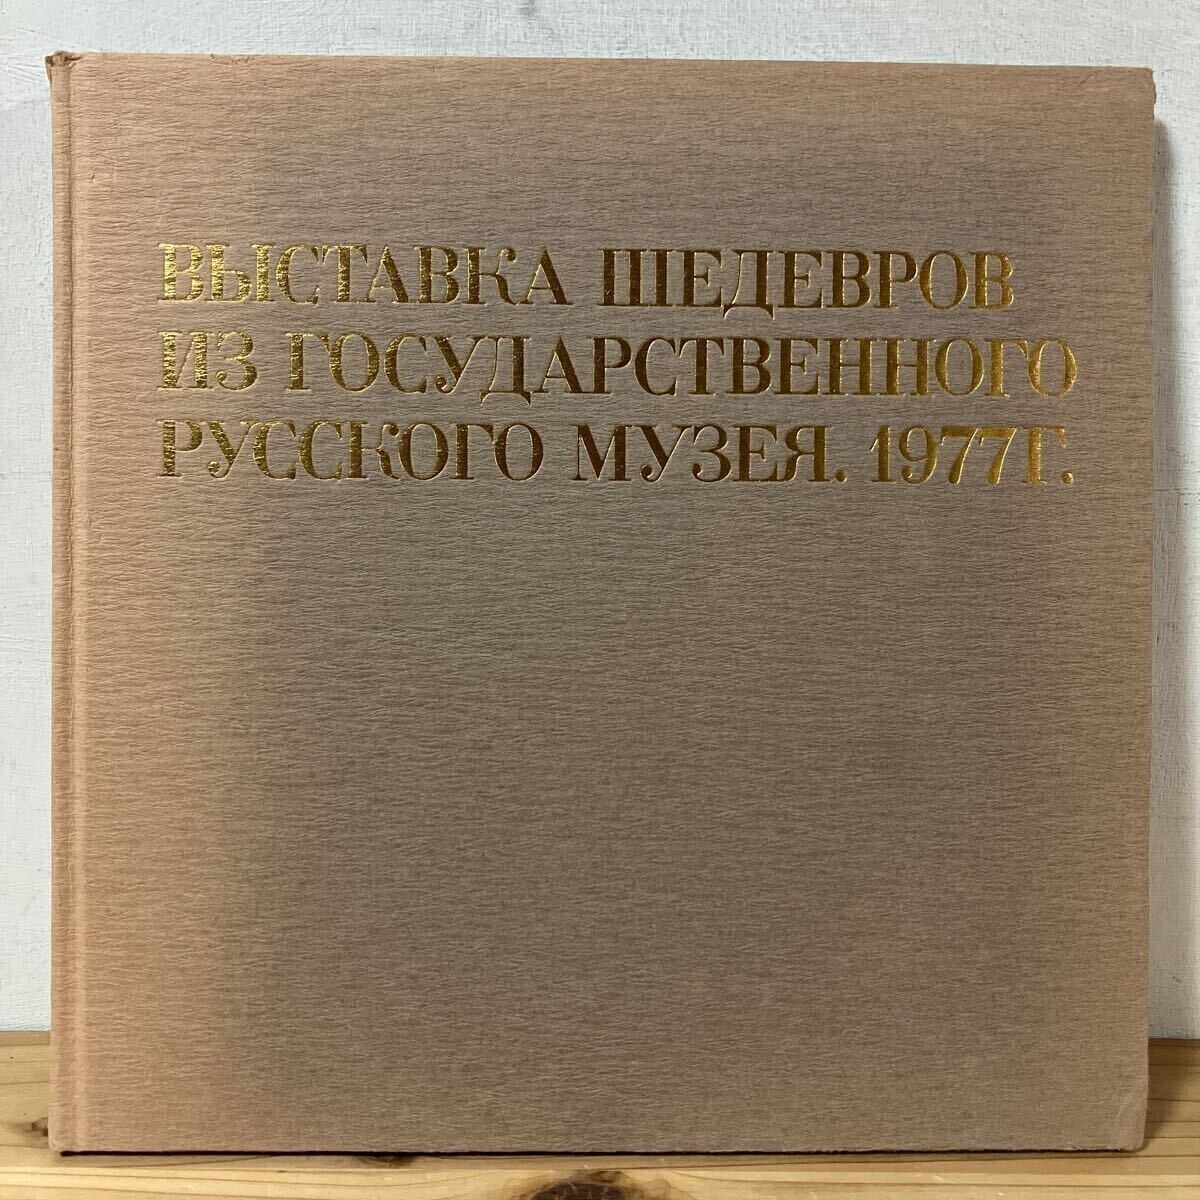 ВЫСТАВКА ШЕДЕВРОВ
ИЗ ГОСУДАРСТВЕННОГО
РУССКОГО МУЗЕЯ. 1977Г.